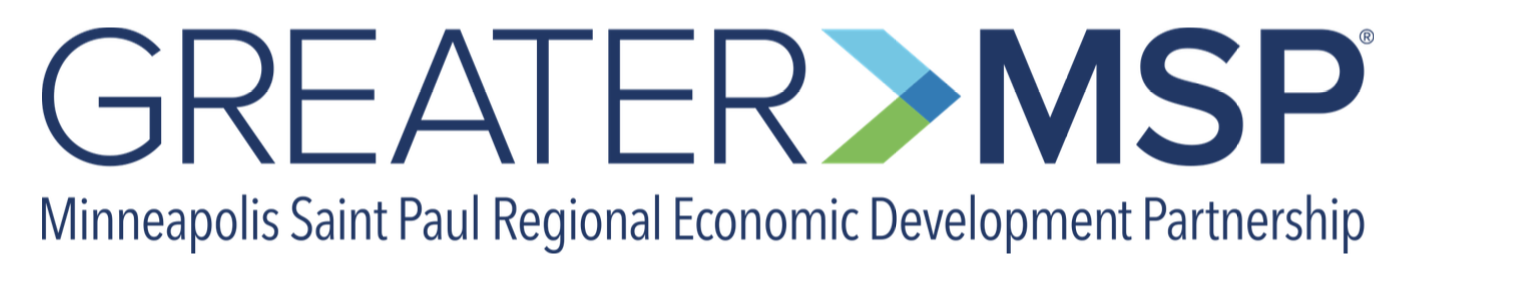 GREATER MSP®
Minneapolis Saint Paul Regional Economic Development Partnership